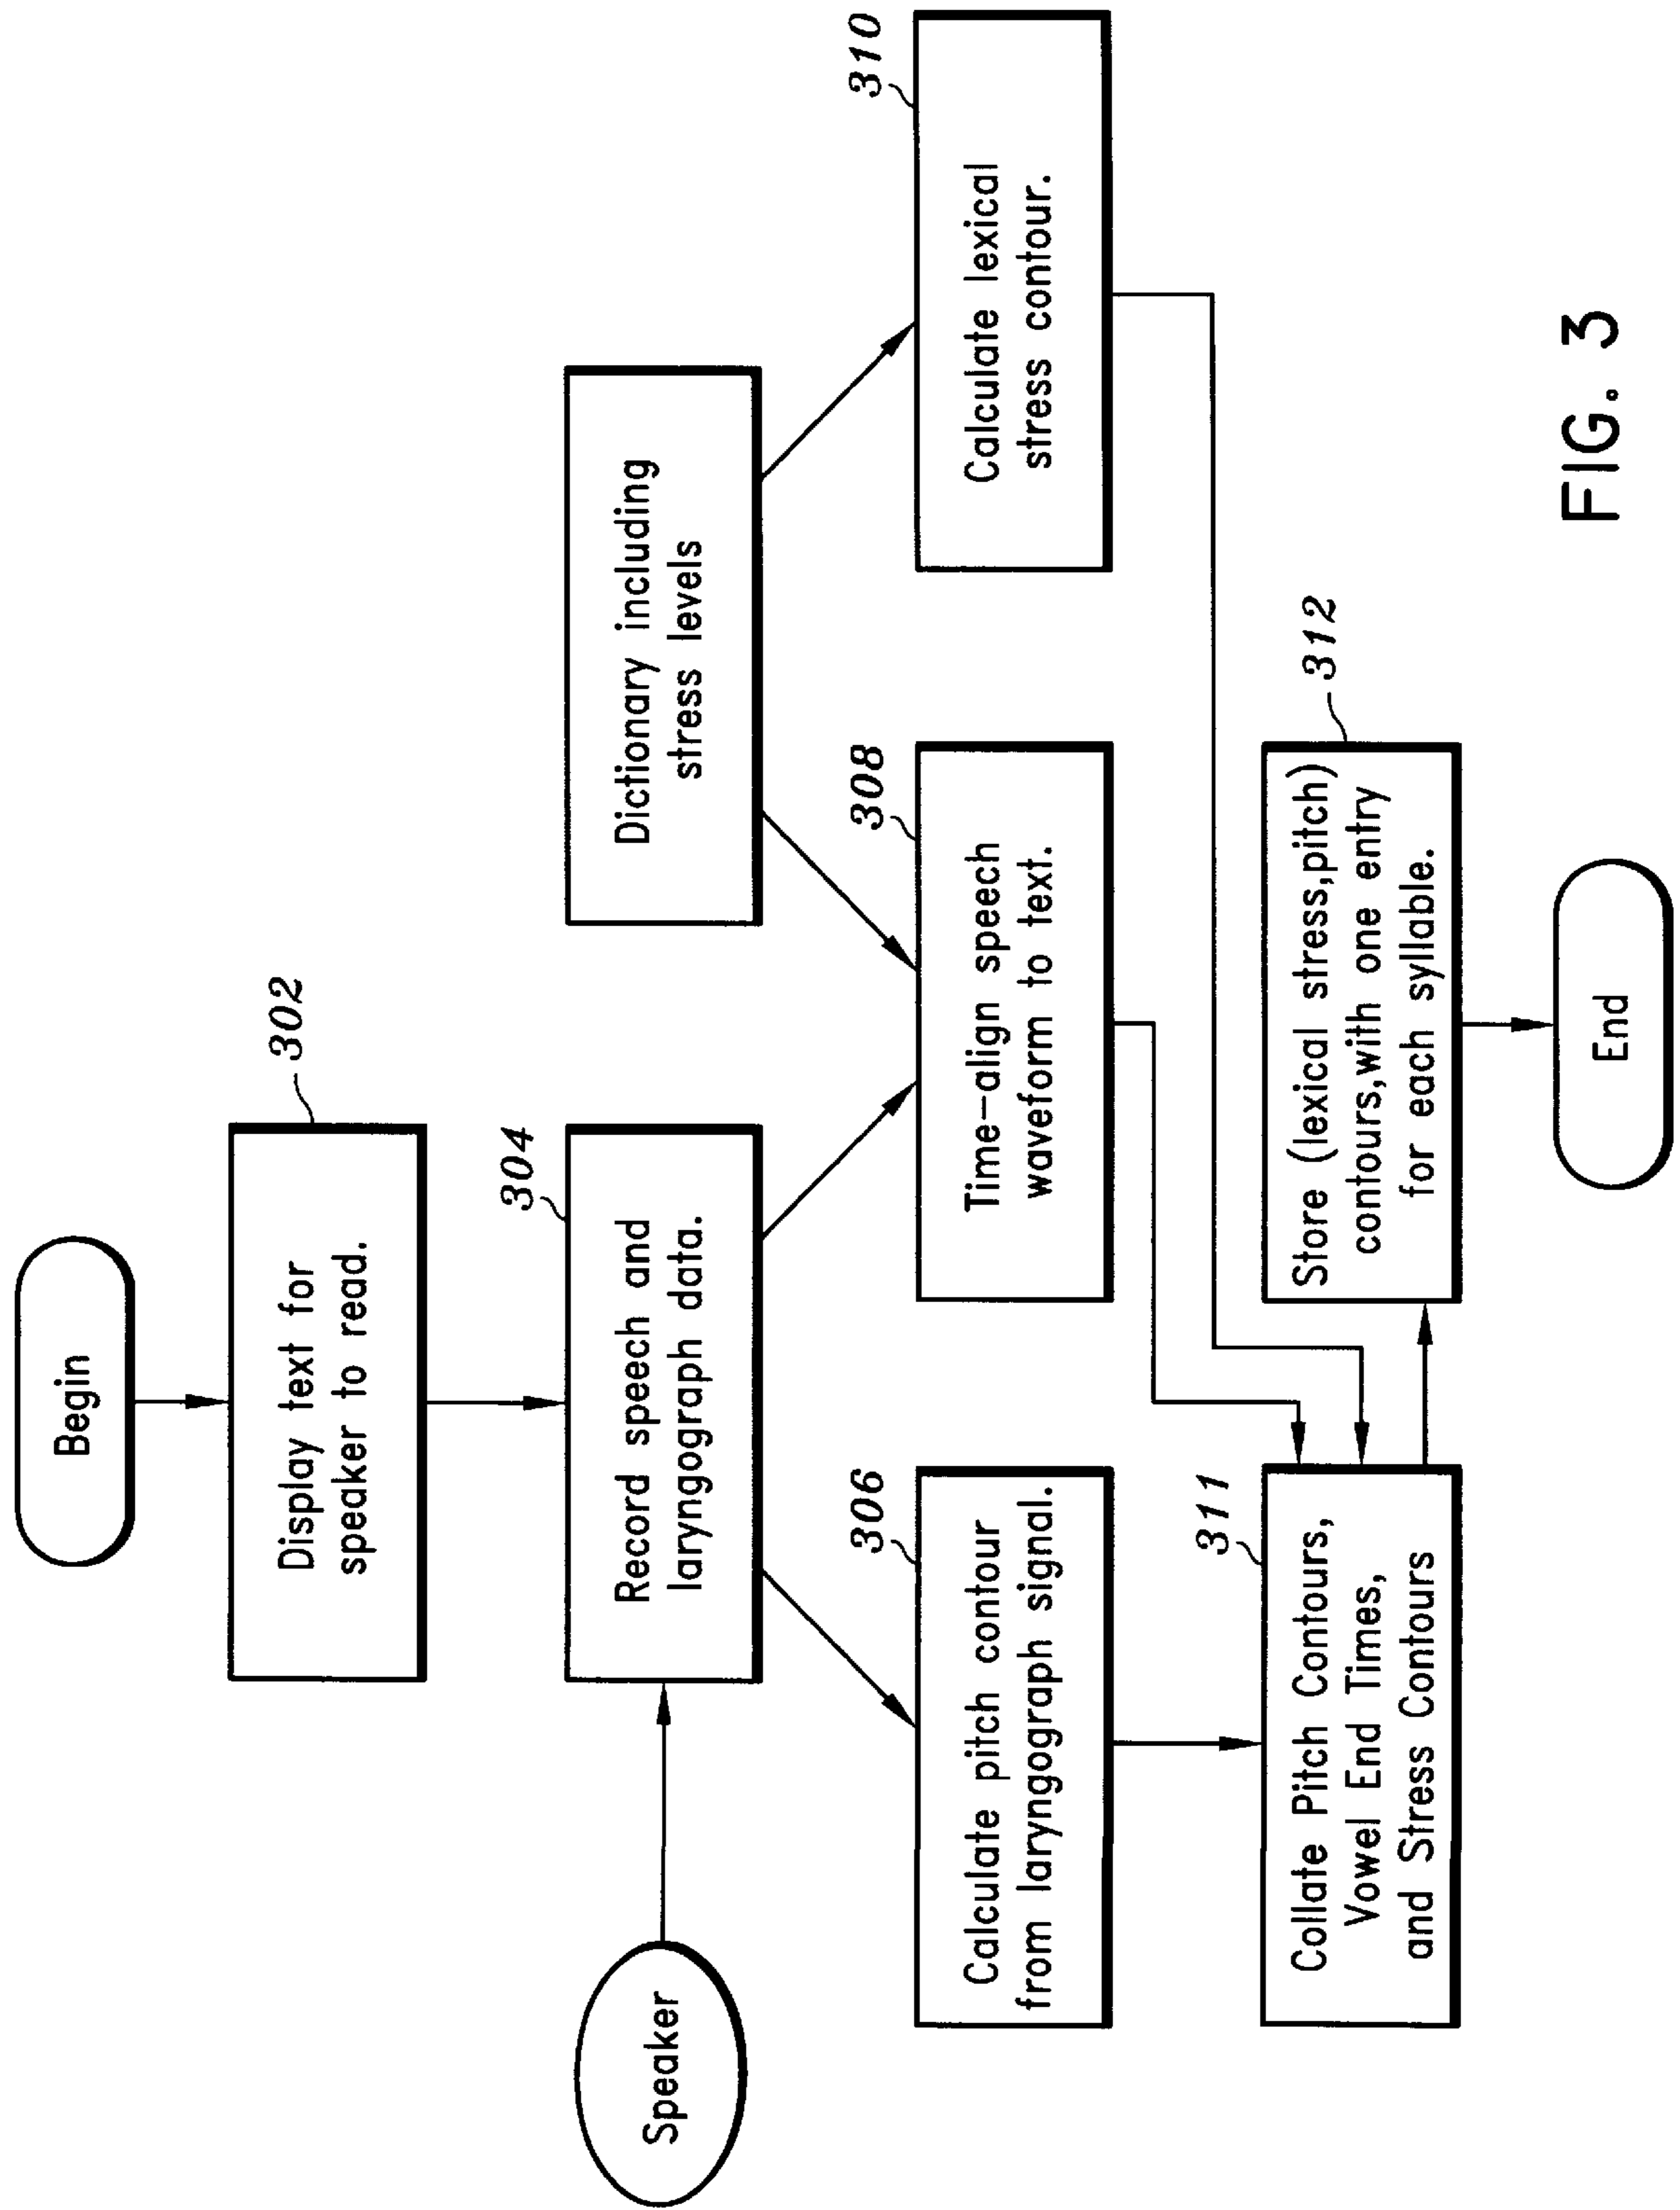 Begin
302
Display text for
speaker to read.
304
Speaker
Record speech and
laryngograph data.
Dictionary including
stress levels
306
Calculate pitch contour
from laryngograph signal.
308
Time-align speech
waveform to text.
310
Calculate lexical
stress contour.
311
Collate Pitch Contours,
Vowel End Times,
and Stress Contours
312
Store (lexical stress,pitch)
contours,with one entry
for each syllable.
End
FIG. 3